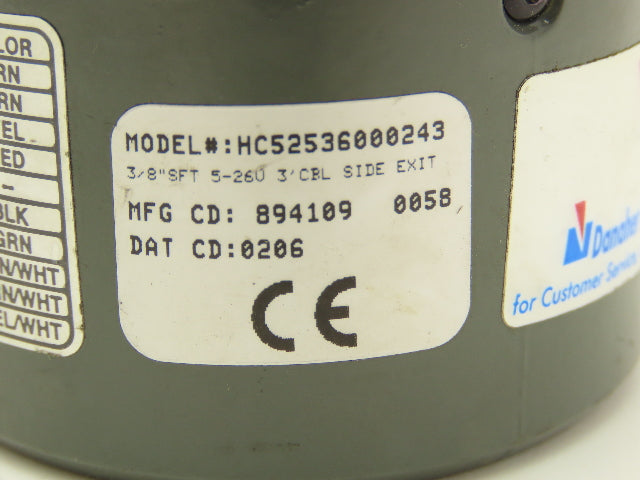 LOR
RN
RN
EL
ED
-
BLK
GRN
N/WHT
N/WHT
EL/WHT
MODEL#:HC52536000243
3/8"SFT 5-26V 3'CBL SIDE EXIT
MFG CD: 894109 0058
DAT CD:0206
CE
Danaher
for Customer Service